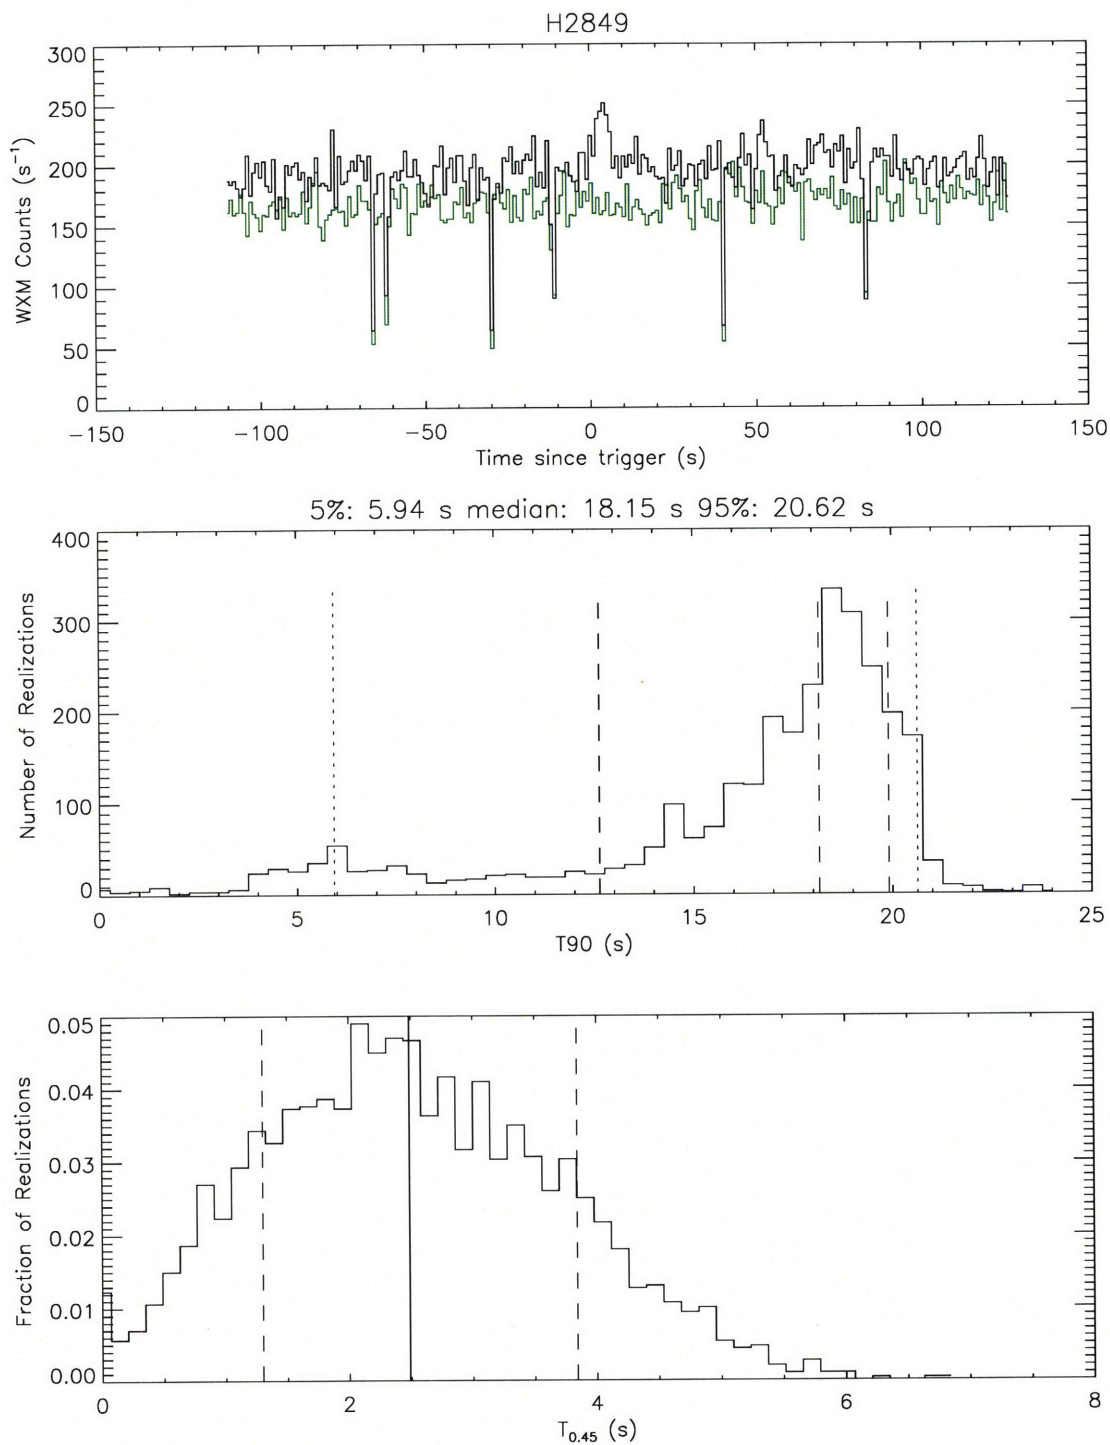 H2849
300
250
200
150
100
50
0
WXM Counts (s⁻¹)
−150 −100 −50 0 50 100 150
Time since trigger (s)
5%: 5.94 s median: 18.15 s 95%: 20.62 s
400
300
200
100
0
Number of Realizations
0 5 10 15 20 25
T90 (s)
0.05
0.04
0.03
0.02
0.01
0.00
Fraction of Realizations
0 2 4 6 8
T₀.₄₅ (s)